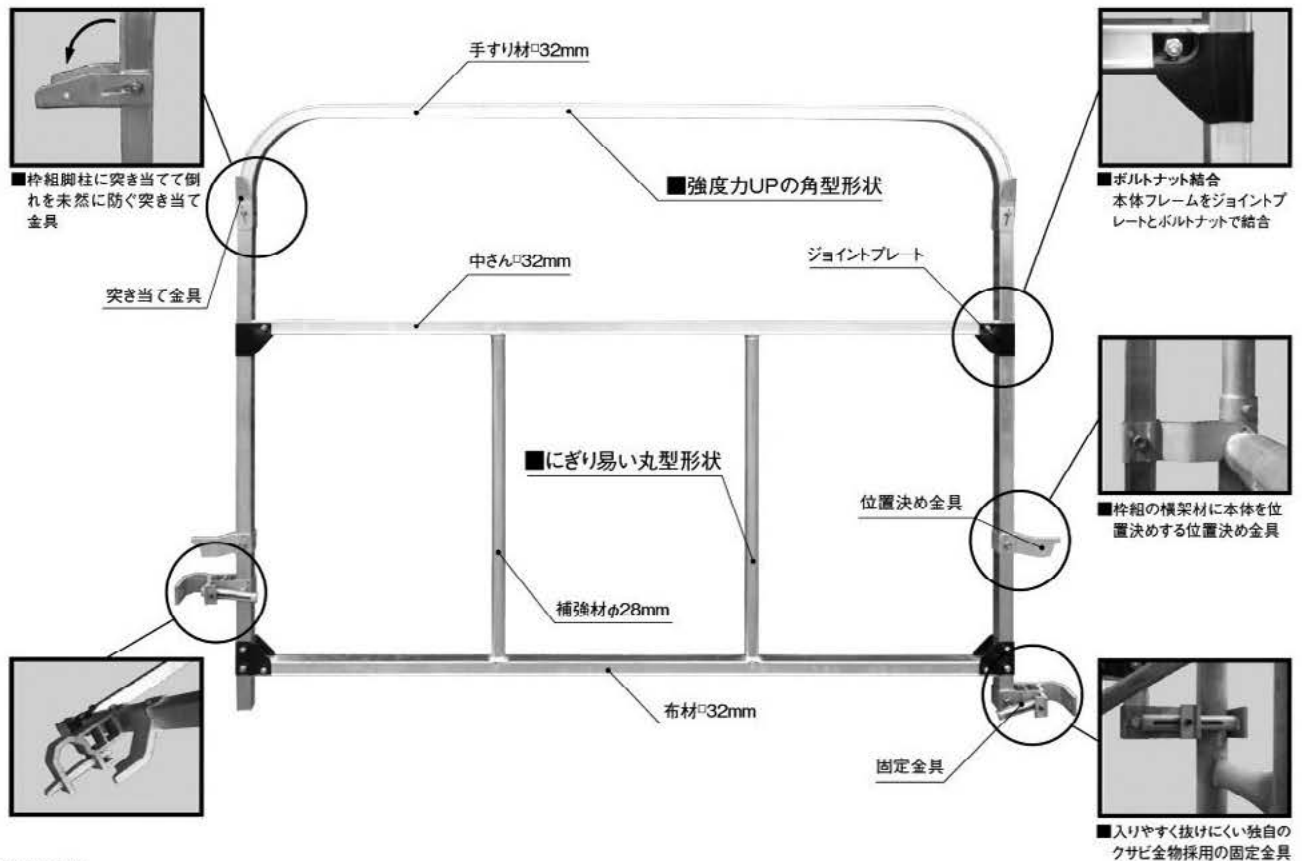 手すり材□32mm
■強度力UPの角型形状
■枠組脚柱に突き当てて倒
れを未然に防ぐ突き当て
金具
突き当て金具
中さん□32mm
ジョイントプレート
■ボルトナット結合
本体フレームをジョイントプ
レートとボルトナットで結合
■にぎり易い丸型形状
位置決め金具
■枠組の横架材に本体を位
置決めする位置決め金具
補強材φ28mm
布材□32mm
固定金具
■入りやすく抜けにくい独自の
クサビ金物採用の固定金具